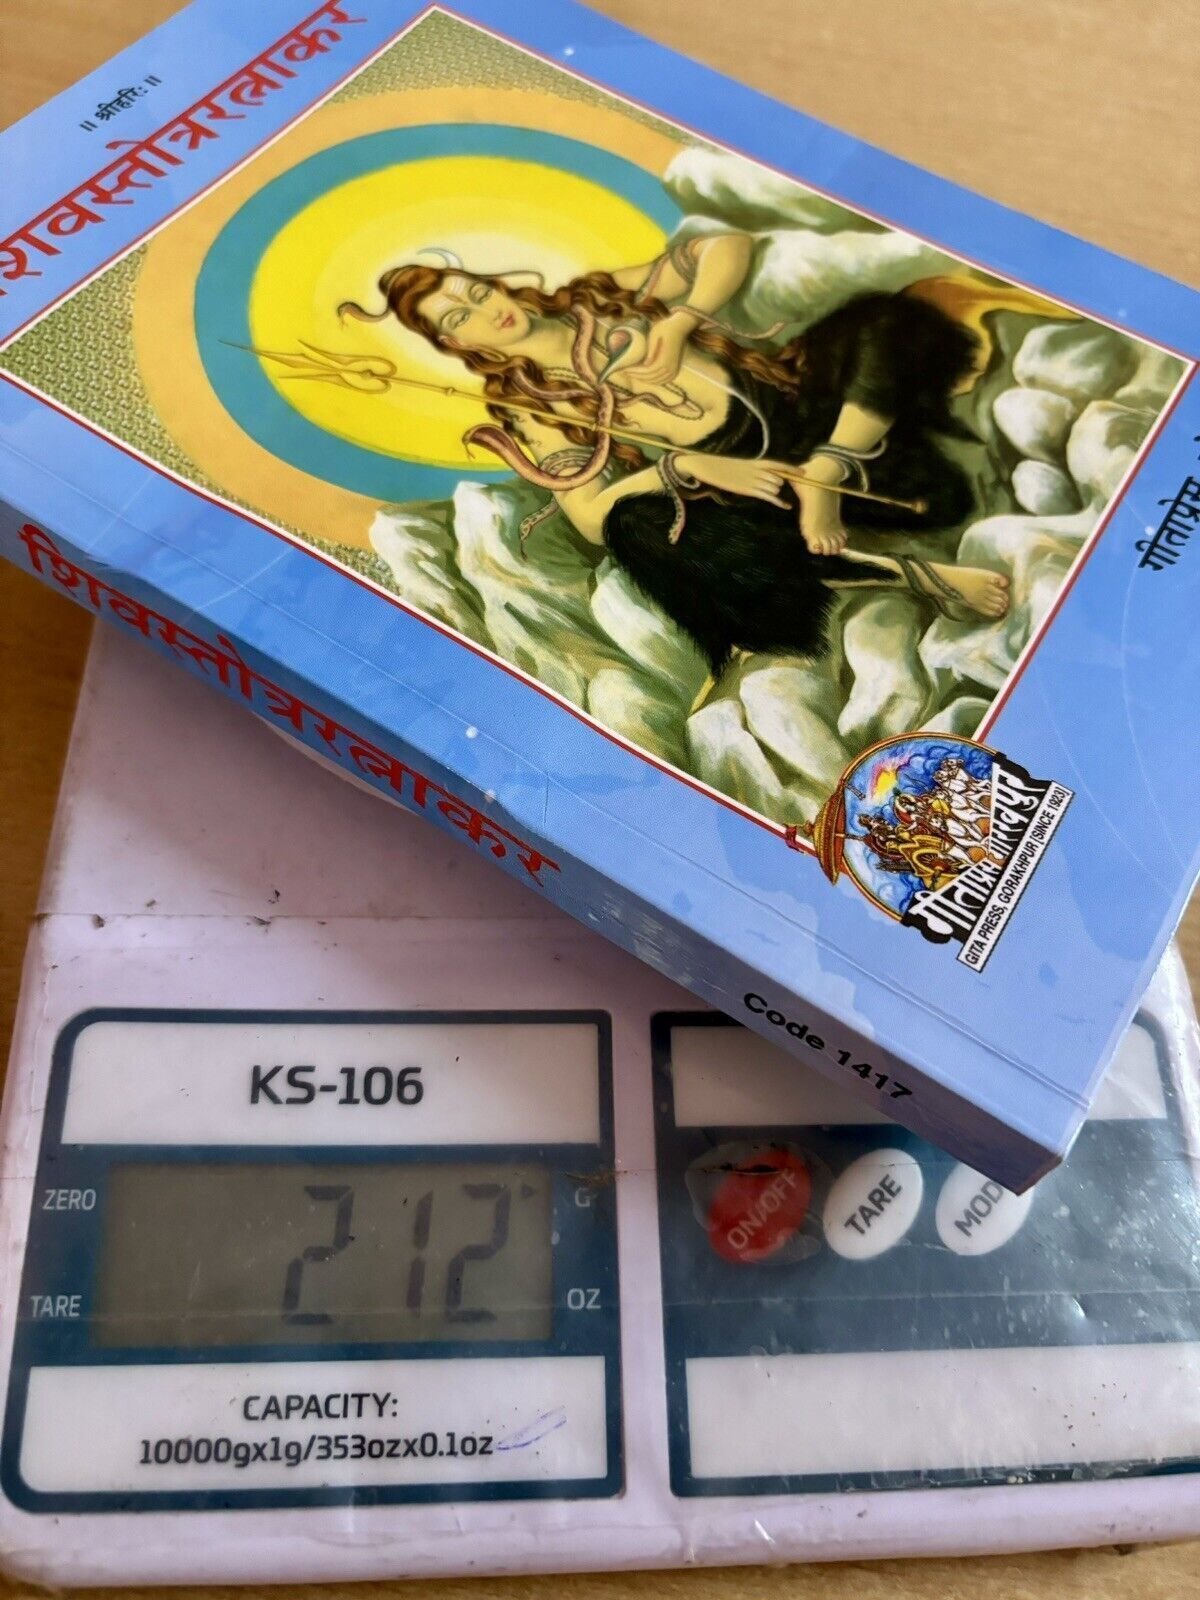 ॥ श्रीहरिः ॥
शिवस्तोत्ररत्नाकर
गीताप्रेस
शिवस्तोत्ररत्नाकर
गीताप्रेस गोरखपुर
GITA PRESS, GORAKHPUR [SINCE 1923]
Code 1417
KS-106
ZERO
212
G
TARE
OZ
ON/OFF
TARE
CAPACITY:
10000gx1g/353ozx0.1oz